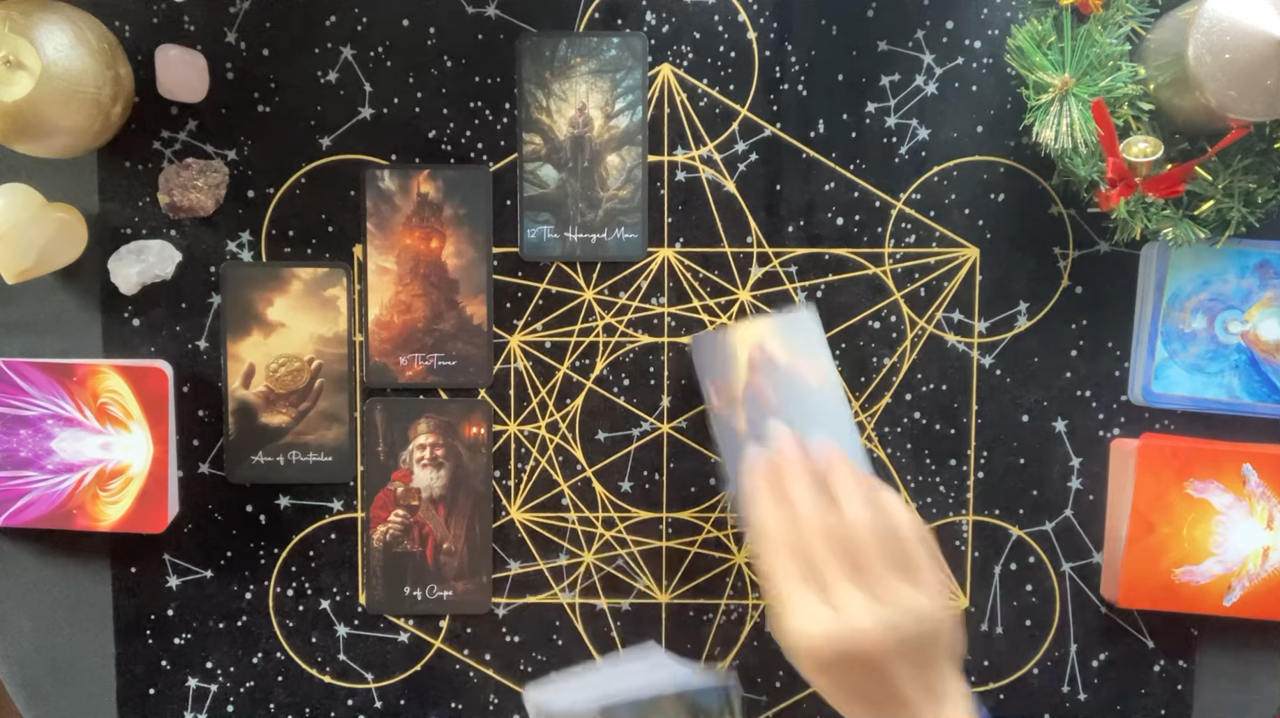 12 The Hanged Man
16 The Tower
Ace of Pentacles
9 of Cups